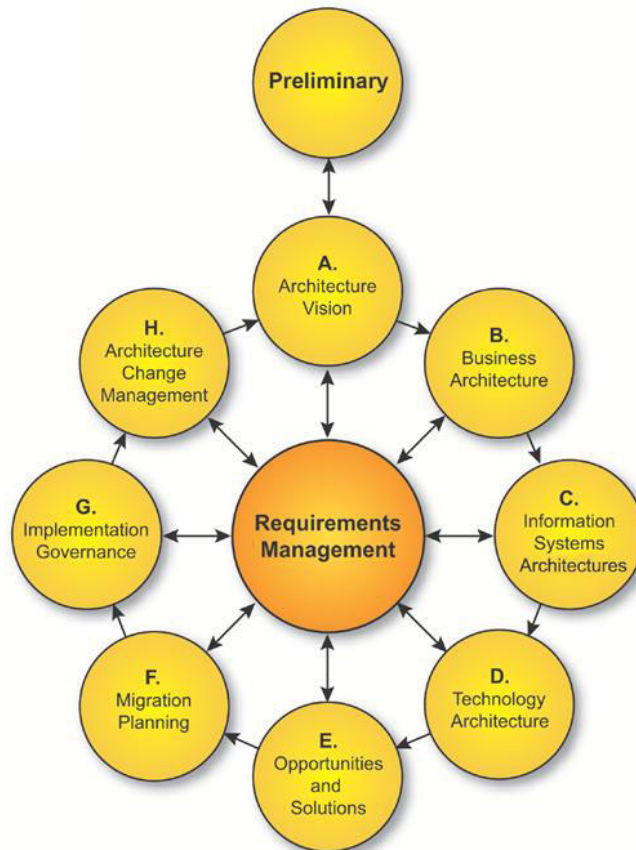 Preliminary
A.
Architecture
Vision
B.
Business
Architecture
C.
Information
Systems
Architectures
D.
Technology
Architecture
E.
Opportunities
and
Solutions
F.
Migration
Planning
G.
Implementation
Governance
H.
Architecture
Change
Management
Requirements
Management